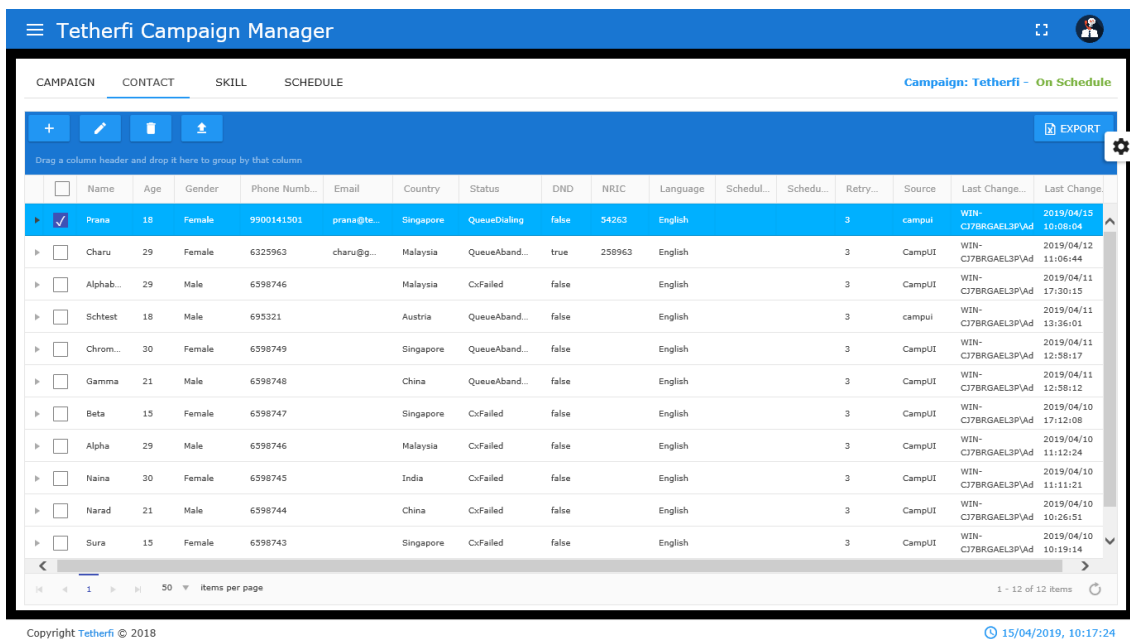 Tetherfi Campaign Manager
CAMPAIGN CONTACT SKILL SCHEDULE Campaign: Tetherfi - On Schedule
EXPORT
Drag a column header and drop it here to group by that column
Name Age Gender Phone Numb... Email Country Status DND NRIC Language Schedul... Schedu... Retry... Source Last Change... Last Change.
Prana 18 Female 9900141501 prana@te... Singapore QueueDialing false 54263 English 3 campui WIN- 2019/04/15
CJ7BRGAEL3P\Ad 10:08:04
Charu 29 Female 6325963 charu@g... Malaysia QueueAband... true 258963 English 3 CampUI WIN- 2019/04/12
CJ7BRGAEL3P\Ad 11:06:44
Alphab... 29 Male 6598746 Malaysia CxFailed false English 3 CampUI WIN- 2019/04/11
CJ7BRGAEL3P\Ad 17:30:15
Schtest 18 Male 695321 Austria QueueAband... false English 3 campui WIN- 2019/04/11
CJ7BRGAEL3P\Ad 13:36:01
Chrom... 30 Female 6598749 Singapore QueueAband... false English 3 CampUI WIN- 2019/04/11
CJ7BRGAEL3P\Ad 12:58:17
Gamma 21 Male 6598748 China QueueAband... false English 3 CampUI WIN- 2019/04/11
CJ7BRGAEL3P\Ad 12:58:12
Beta 15 Female 6598747 Singapore CxFailed false English 3 CampUI WIN- 2019/04/10
CJ7BRGAEL3P\Ad 17:12:08
Alpha 29 Male 6598746 Malaysia CxFailed false English 3 CampUI WIN- 2019/04/10
CJ7BRGAEL3P\Ad 11:12:24
Naina 30 Female 6598745 India CxFailed false English 3 CampUI WIN- 2019/04/10
CJ7BRGAEL3P\Ad 11:11:21
Narad 21 Male 6598744 China CxFailed false English 3 CampUI WIN- 2019/04/10
CJ7BRGAEL3P\Ad 10:26:51
Sura 15 Female 6598743 Singapore CxFailed false English 3 CampUI WIN- 2019/04/10
CJ7BRGAEL3P\Ad 10:19:14
1 50 items per page 1 - 12 of 12 items
Copyright Tetherfi © 2018 15/04/2019, 10:17:24